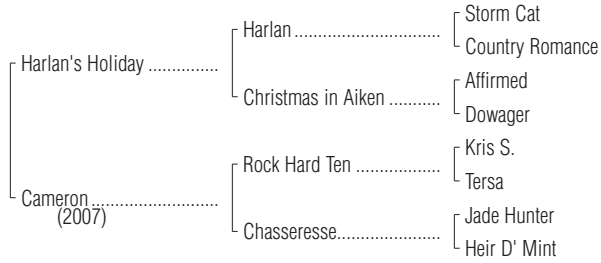 Storm Cat
Harlan ....................................
Country Romance
Harlan's Holiday .................
Affirmed
Christmas in Aiken ............
Dowager
Kris S.
Rock Hard Ten ....................
Tersa
Cameron...............................
(2007)
Jade Hunter
Chasseresse.........................
Heir D' Mint